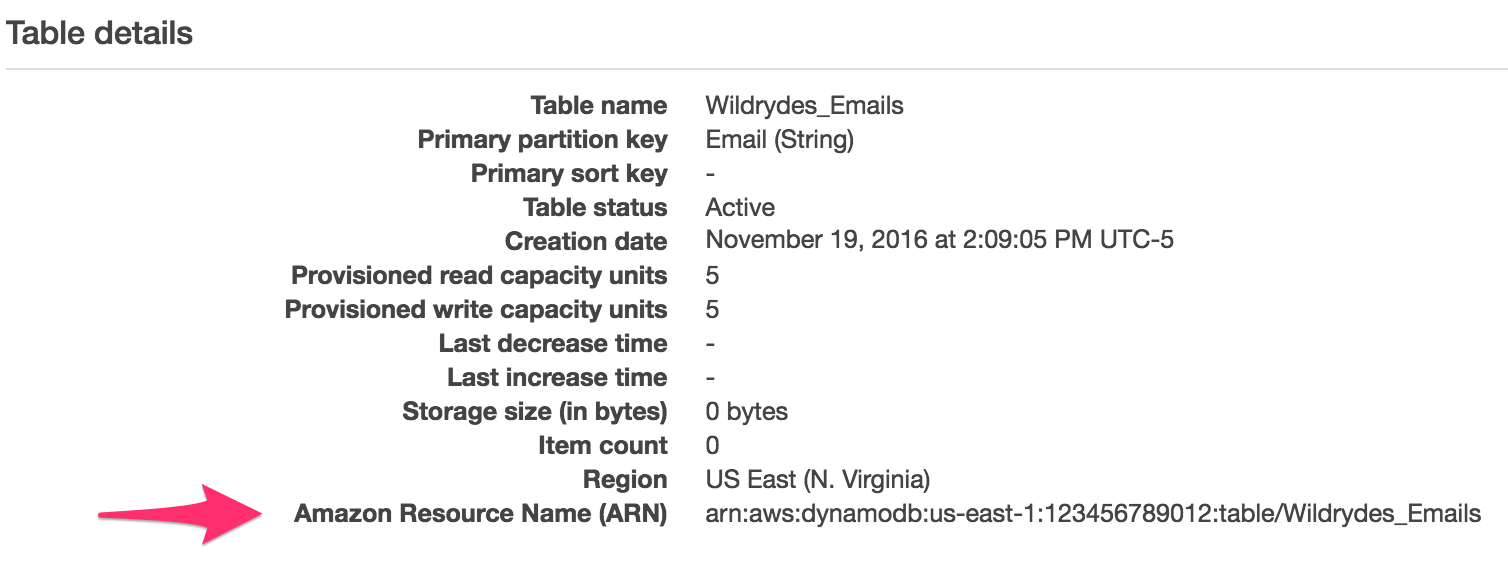 Table details
Table name Wildrydes_Emails
Primary partition key Email (String)
Primary sort key -
Table status Active
Creation date November 19, 2016 at 2:09:05 PM UTC-5
Provisioned read capacity units 5
Provisioned write capacity units 5
Last decrease time -
Last increase time -
Storage size (in bytes) 0 bytes
Item count 0
Region US East (N. Virginia)
Amazon Resource Name (ARN) arn:aws:dynamodb:us-east-1:123456789012:table/Wildrydes_Emails